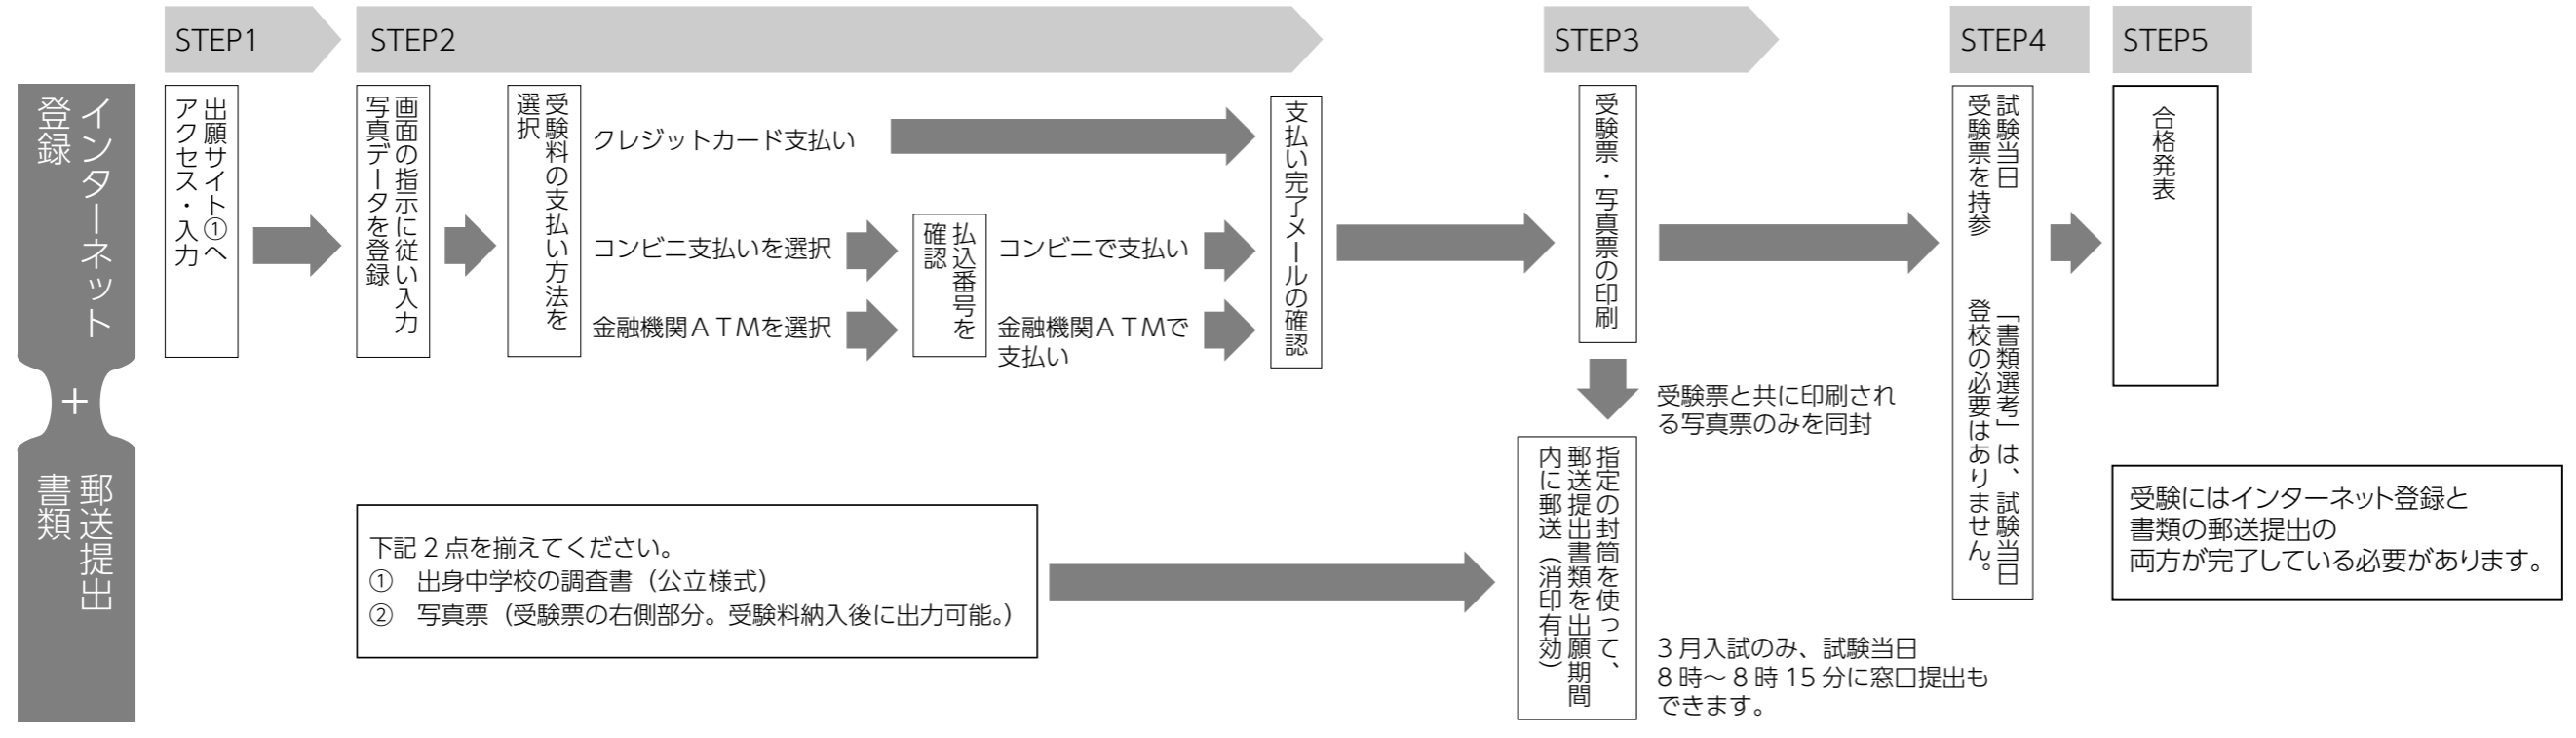 STEP1
STEP2
STEP3
STEP4
STEP5
インターネット
登録
＋
郵送提出
書類
出願サイト①へ
アクセス・入力
画面の指示に従い入力
写真データを登録
受験料の支払い方法を
選択
クレジットカード支払い
コンビニ支払いを選択
金融機関ATMを選択
払込番号を
確認
コンビニで支払い
金融機関ATMで
支払い
支払い完了メールの確認
受験票・写真票の印刷
受験票と共に印刷され
る写真票のみを同封
下記2点を揃えてください。
① 出身中学校の調査書（公立様式）
② 写真票（受験票の右側部分。受験料納入後に出力可能。）
指定の封筒を使って、
郵送提出書類を出願期間
内に郵送（消印有効）
3月入試のみ、試験当日
8時～8時15分に窓口提出も
できます。
試験当日
受験票を持参
「書類選考」は、試験当日
登校の必要はありません。
合格発表
受験にはインターネット登録と
書類の郵送提出の
両方が完了している必要があります。